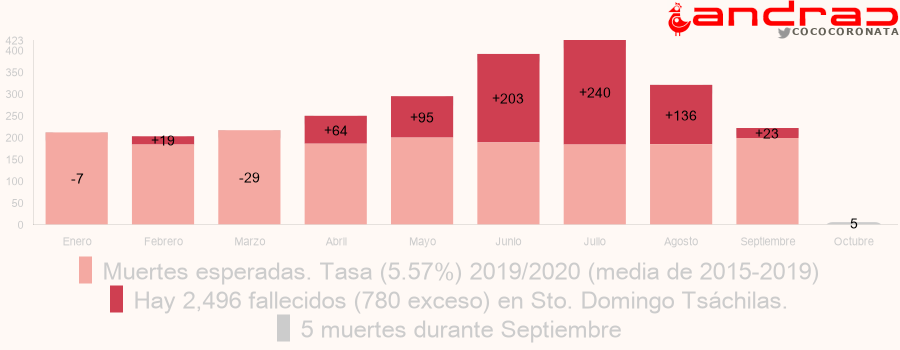 andrac
COCOCORONATA
423
400
350
300
250
200
150
100
50
0
-7
+19
-29
+64
+95
+203
+240
+136
+23
5
Enero
Febrero
Marzo
Abril
Mayo
Junio
Julio
Agosto
Septiembre
Octubre
Muertes esperadas. Tasa (5.57%) 2019/2020 (media de 2015-2019)
Hay 2,496 fallecidos (780 exceso) en Sto. Domingo Tsáchilas.
5 muertes durante Septiembre